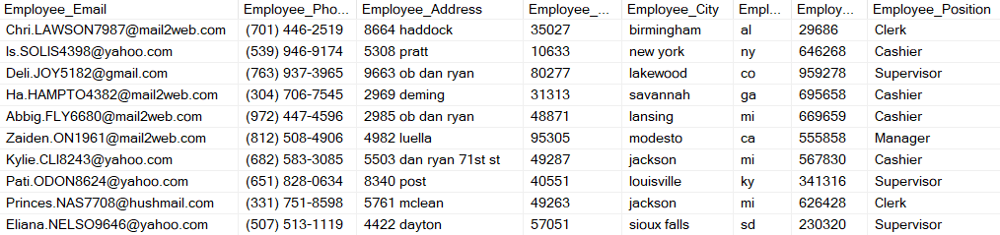 Employee_Email Employee_Pho... Employee_Address Employee_... Employee_City Empl... Employ... Employee_Position
Chri.LAWSON7987@mail2web.com (701) 446-2519 8664 haddock 35027 birmingham al 29686 Clerk
Is.SOLIS4398@yahoo.com (539) 946-9174 5308 pratt 10633 new york ny 646268 Cashier
Deli.JOY5182@gmail.com (763) 937-3965 9663 ob dan ryan 80277 lakewood co 959278 Supervisor
Ha.HAMPTO4382@mail2web.com (304) 706-7545 2969 deming 31313 savannah ga 695658 Cashier
Abbig.FLY6680@mail2web.com (972) 447-4596 2985 ob dan ryan 48871 lansing mi 669659 Cashier
Zaiden.ON1961@mail2web.com (812) 508-4906 4982 luella 95305 modesto ca 555858 Manager
Kylie.CLI8243@yahoo.com (682) 583-3085 5503 dan ryan 71st st 49287 jackson mi 567830 Cashier
Pati.ODON8624@yahoo.com (651) 828-0634 8340 post 40551 louisville ky 341316 Supervisor
Princes.NAS7708@hushmail.com (331) 751-8598 5761 mclean 49263 jackson mi 626428 Clerk
Eliana.NELSO9646@yahoo.com (507) 513-1119 4422 dayton 57051 sioux falls sd 230320 Supervisor